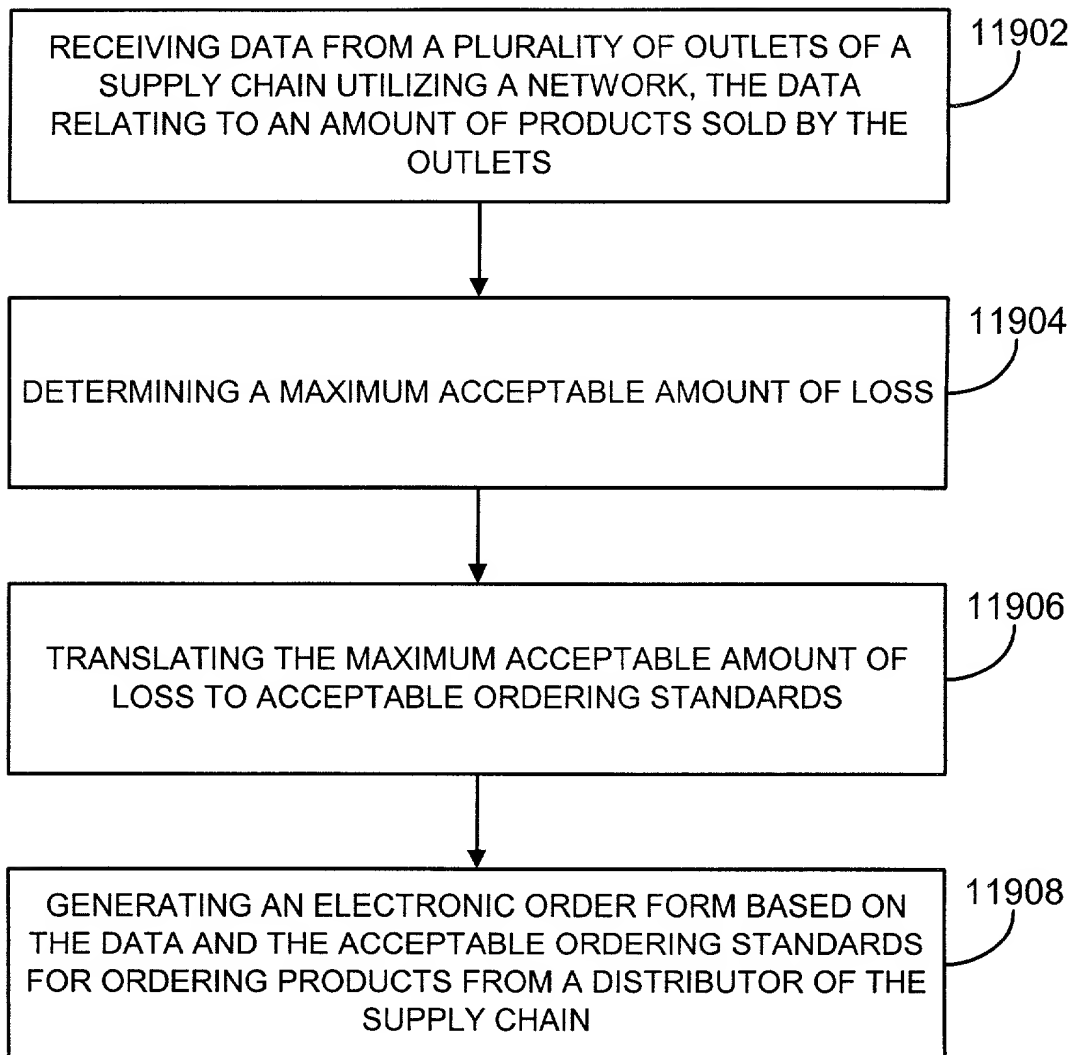 RECEIVING DATA FROM A PLURALITY OF OUTLETS OF A
SUPPLY CHAIN UTILIZING A NETWORK, THE DATA
RELATING TO AN AMOUNT OF PRODUCTS SOLD BY THE
OUTLETS
11902
DETERMINING A MAXIMUM ACCEPTABLE AMOUNT OF LOSS
11904
TRANSLATING THE MAXIMUM ACCEPTABLE AMOUNT OF
LOSS TO ACCEPTABLE ORDERING STANDARDS
11906
GENERATING AN ELECTRONIC ORDER FORM BASED ON
THE DATA AND THE ACCEPTABLE ORDERING STANDARDS
FOR ORDERING PRODUCTS FROM A DISTRIBUTOR OF THE
SUPPLY CHAIN
11908